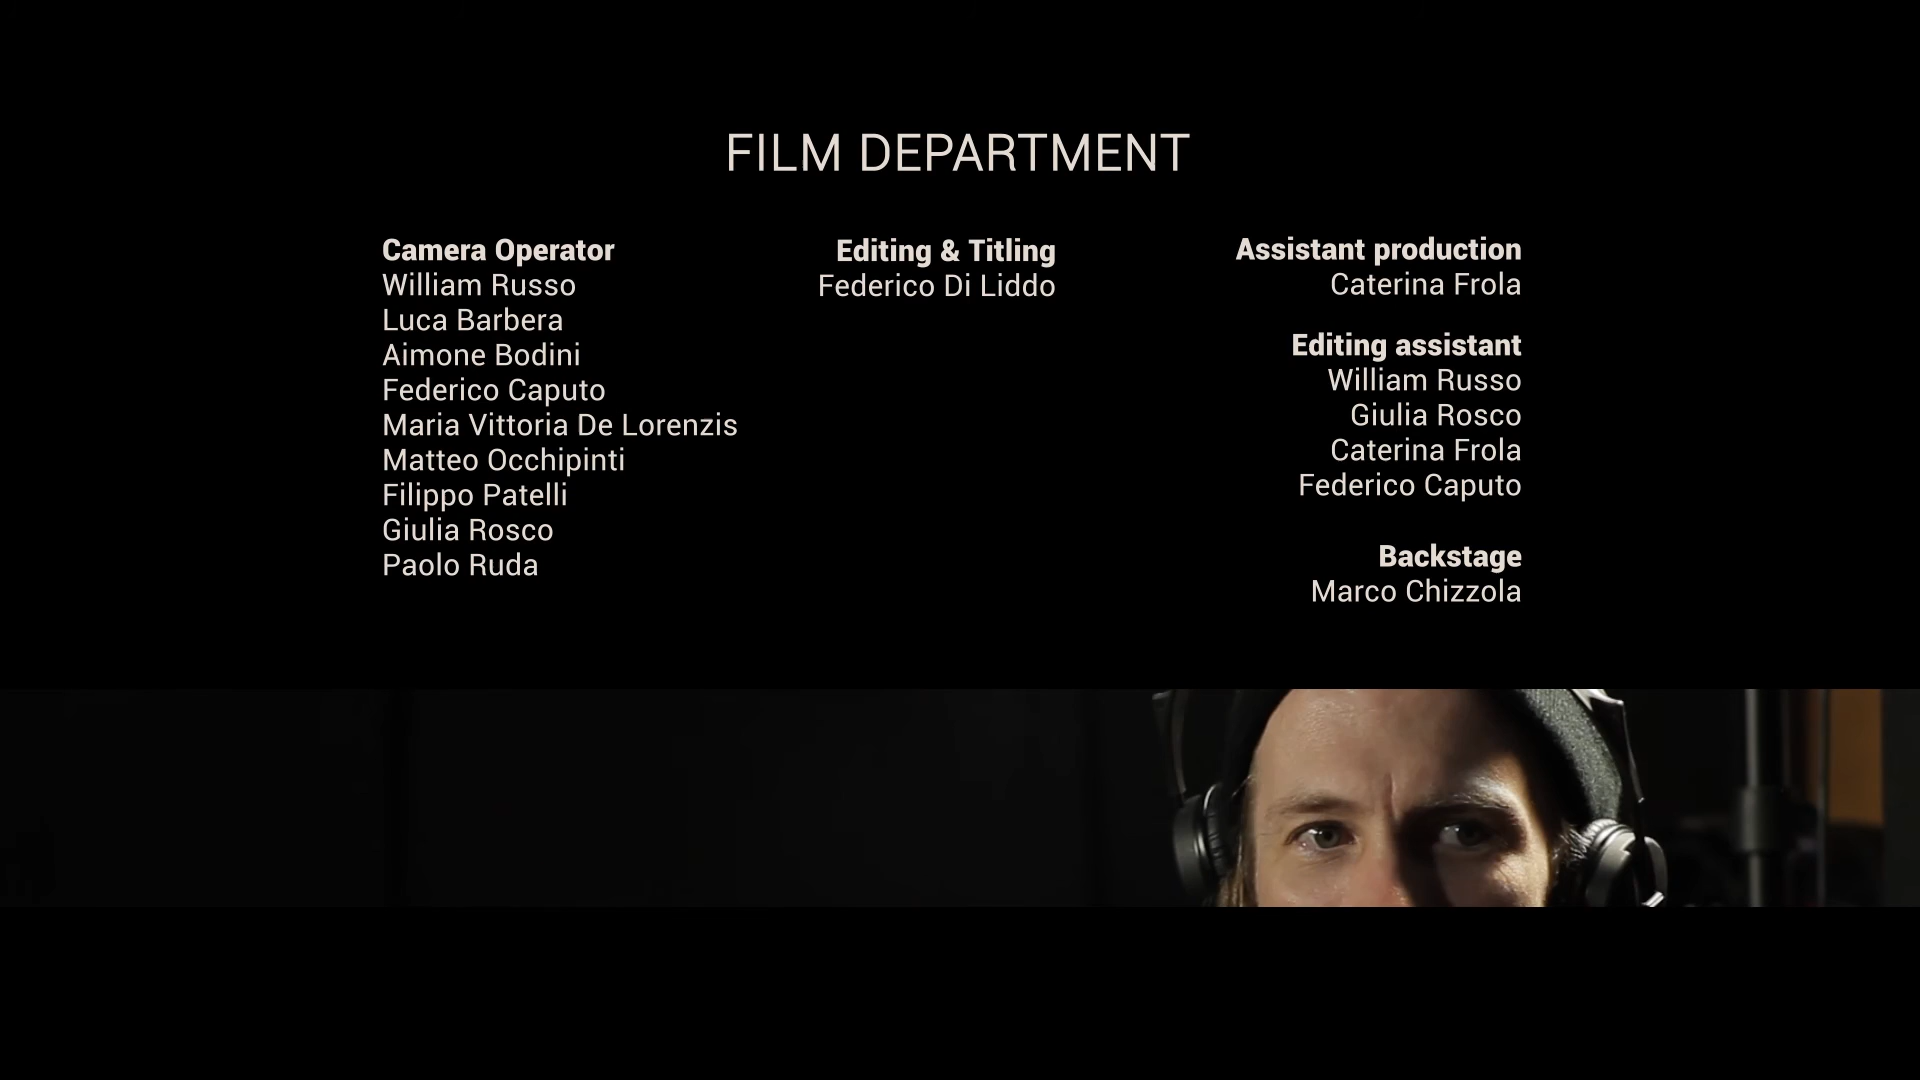 FILM DEPARTMENT
Camera Operator
William Russo
Luca Barbera
Aimone Bodini
Federico Caputo
Maria Vittoria De Lorenzis
Matteo Occhipinti
Filippo Patelli
Giulia Rosco
Paolo Ruda
Editing & Titling
Federico Di Liddo
Assistant production
Caterina Frola
Editing assistant
William Russo
Giulia Rosco
Caterina Frola
Federico Caputo
Backstage
Marco Chizzola